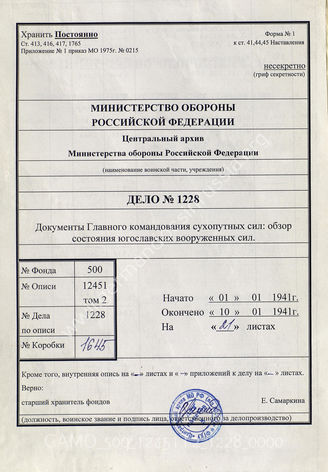 Хранить Постоянно
Форма № 1
Ст. 413, 416, 417, 1765
к ст. 41,44,45 Наставления
Приложение № 1 приказ МО 1975г. № 0215
несекретно
(гриф секретности)
МИНИСТЕРСТВО ОБОРОНЫ
РОССИЙСКОЙ ФЕДЕРАЦИИ
Центральный архив
Министерства обороны Российской Федерации
(наименование воинской части, учреждения)
ДЕЛО № 1228
Документы Главного командования сухопутных сил: обзор
состояния югославских вооруженных сил.
№ Фонда 500
№ Описи 12451
том 2
№ Дела 1228
по описи
№ Коробки 1645
Начато « 01 » 01 1941г.
Окончено « 10 » 01 1941г.
На « 21 » листах
Кроме того, внутренняя опись на «–» листах и «–» приложений к делу на «–» листах.
Верно:
старший хранитель фондов Е. Самаркина
(должность, воинское звание и подпись лица, ответственного за делопроизводство)